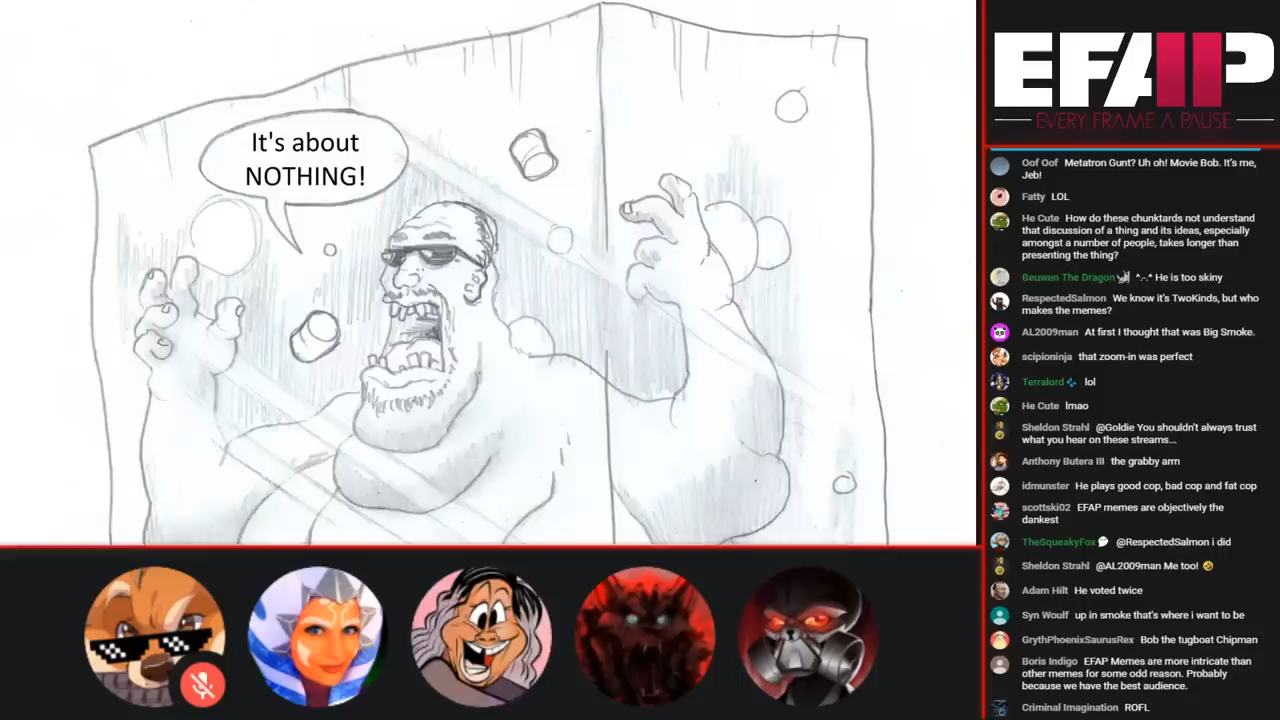 It's about
NOTHING!
EFAP
EVERY FRAME A PAUSE
Oof Oof Metatron Gunt? Uh oh! Movie Bob. It's me,
Jeb!
Fatty LOL
He Cute How do these chunktards not understand
that discussion of a thing and its ideas, especially
amongst a number of people, takes longer than
presenting the thing?
Beuwen The Dragon ^.-.^ He is too skiny
RespectedSalmon We know it's TwoKinds, but who
makes the memes?
AL2009man At first I thought that was Big Smoke.
scipioninja that zoom-in was perfect
Terralord lol
He Cute lmao
Sheldon Strahl @Goldie You shouldn't always trust
what you hear on these streams...
Anthony Butera III the grabby arm
idmunster He plays good cop, bad cop and fat cop
scottski02 EFAP memes are objectively the
dankest
TheSqueakyFox @RespectedSalmon i did
Sheldon Strahl @AL2009man Me too! 🤣
Adam Hilt He voted twice
Syn Woulf up in smoke that's where i want to be
GrythPhoenixSaurusRex Bob the tugboat Chipman
Boris Indigo EFAP Memes are more intricate than
other memes for some odd reason. Probably
because we have the best audience.
Criminal Imagination ROFL